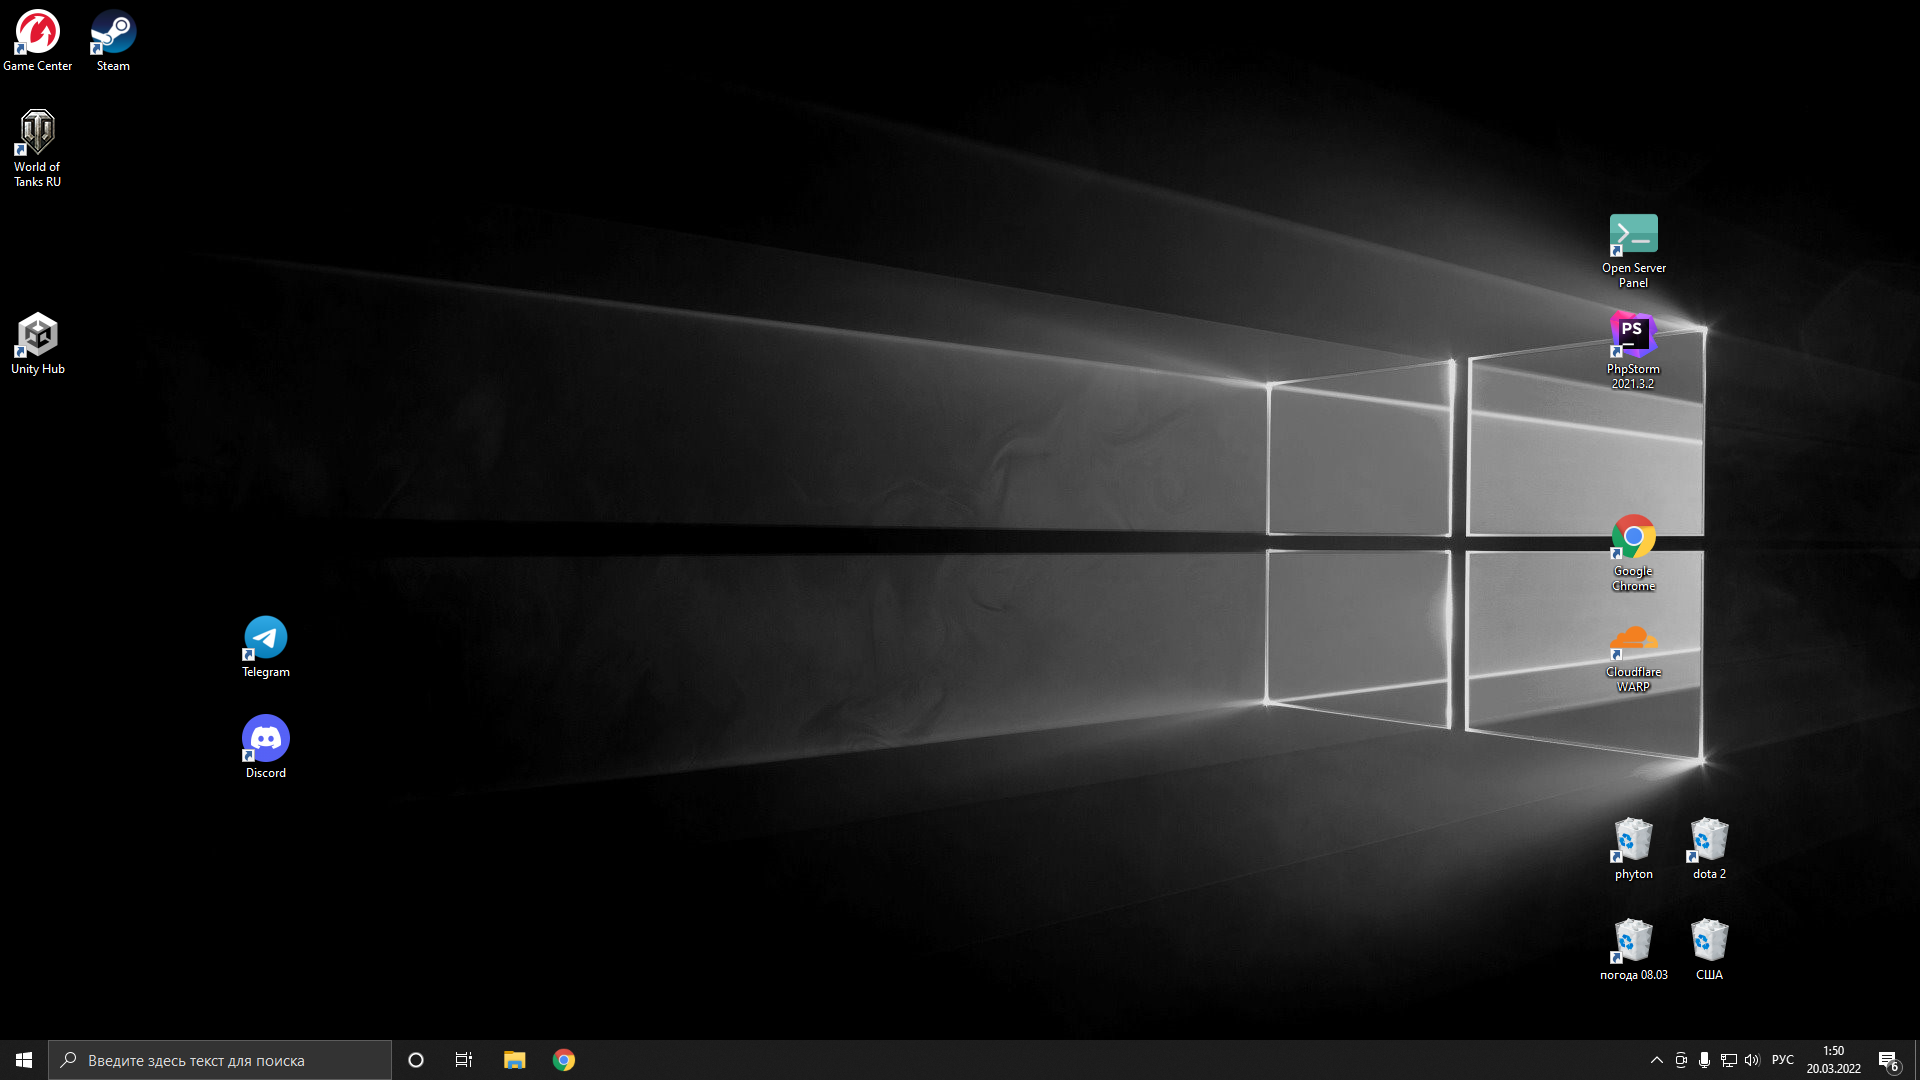 Game Center
Steam
World of
Tanks RU
Open Server
Panel
PS
PhpStorm
2021.3.2
Unity Hub
Google
Chrome
Telegram
Cloudflare
WARP
Discord
phyton
dota 2
погода 08.03
США
Введите здесь текст для поиска
РУС
1:50
20.03.2022
6